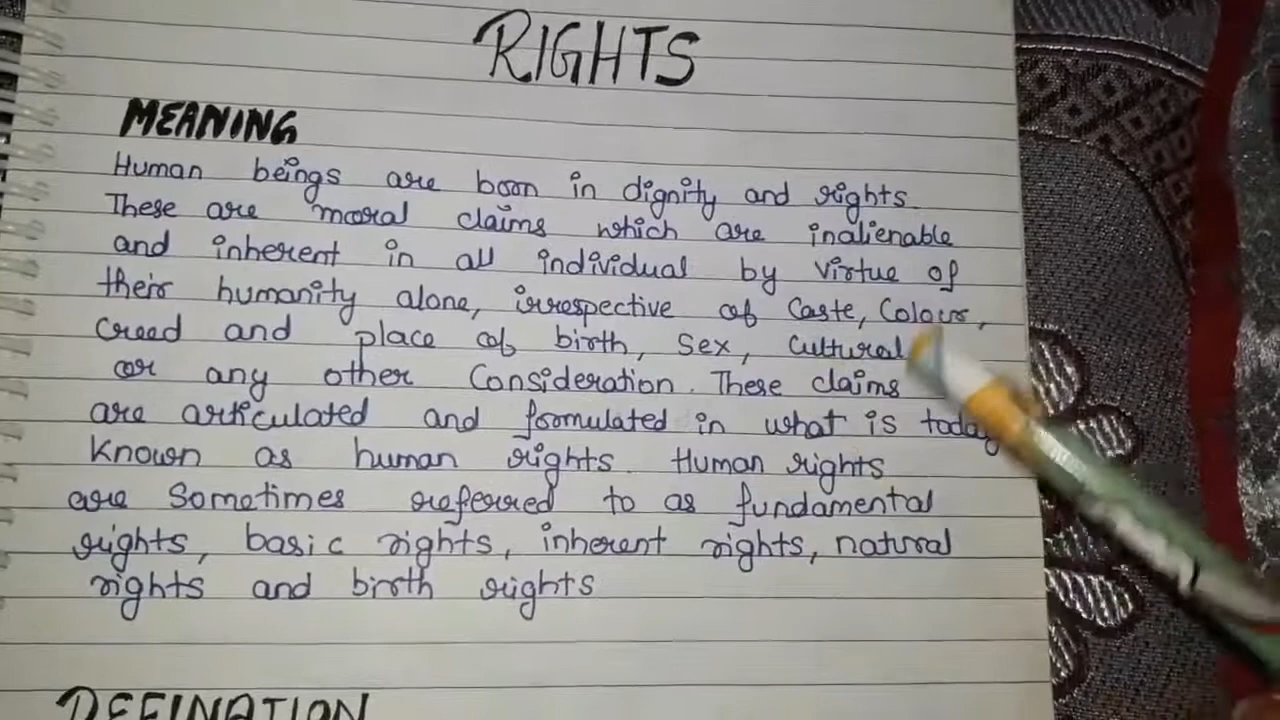 RIGHTS
MEANING
Human beings are born in dignity and rights.
These are moral claims which are inalienable
and inherent in all individual by virtue of
their humanity alone, irrespective of Caste, Colour,
Creed and place of birth, Sex, Cultural
or any other Consideration. These claims
are articulated and formulated in what is today
Known as human rights. Human rights
are Sometimes referred to as fundamental
rights, basic rights, inherent rights, natural
rights and birth rights
DEFINATION